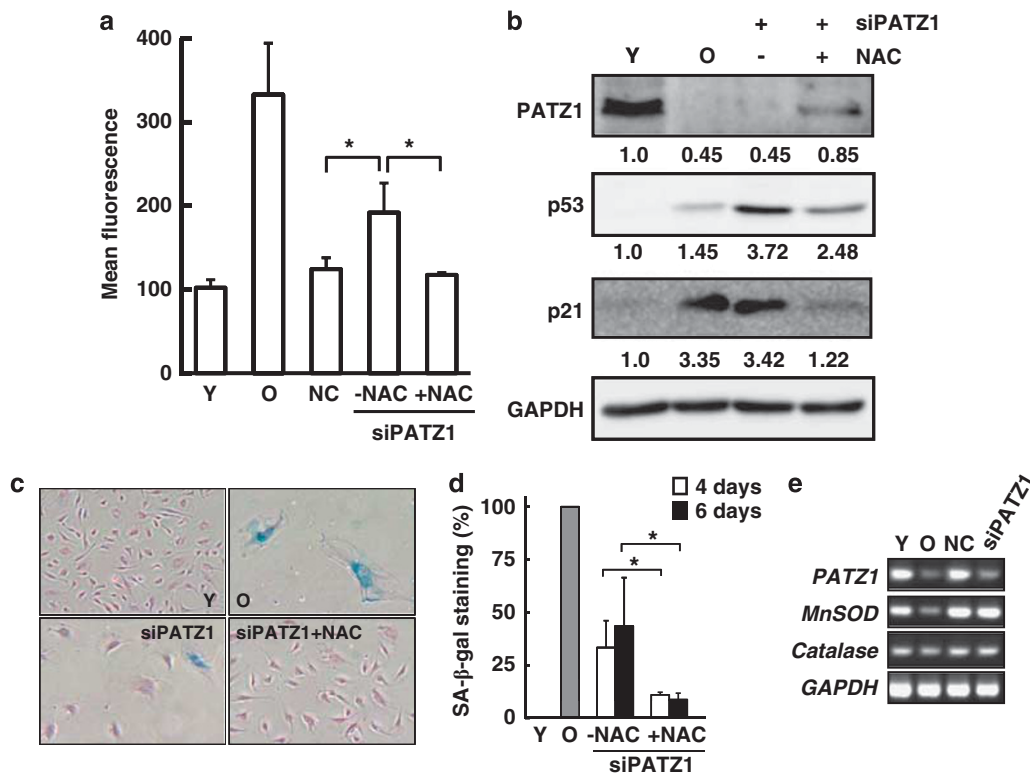 a
Mean fluorescence
400
300
200
100
0
Y O NC -NAC +NAC
siPATZ1
* *
b
+ + siPATZ1
Y O - + NAC
PATZ1
1.0 0.45 0.45 0.85
p53
1.0 1.45 3.72 2.48
p21
1.0 3.35 3.42 1.22
GAPDH
c
Y
O
siPATZ1
siPATZ1+NAC
d
SA-β-gal staining (%)
100
75
50
25
0
4 days
6 days
* *
Y O -NAC +NAC
siPATZ1
e
Y O NC siPATZ1
PATZ1
MnSOD
Catalase
GAPDH